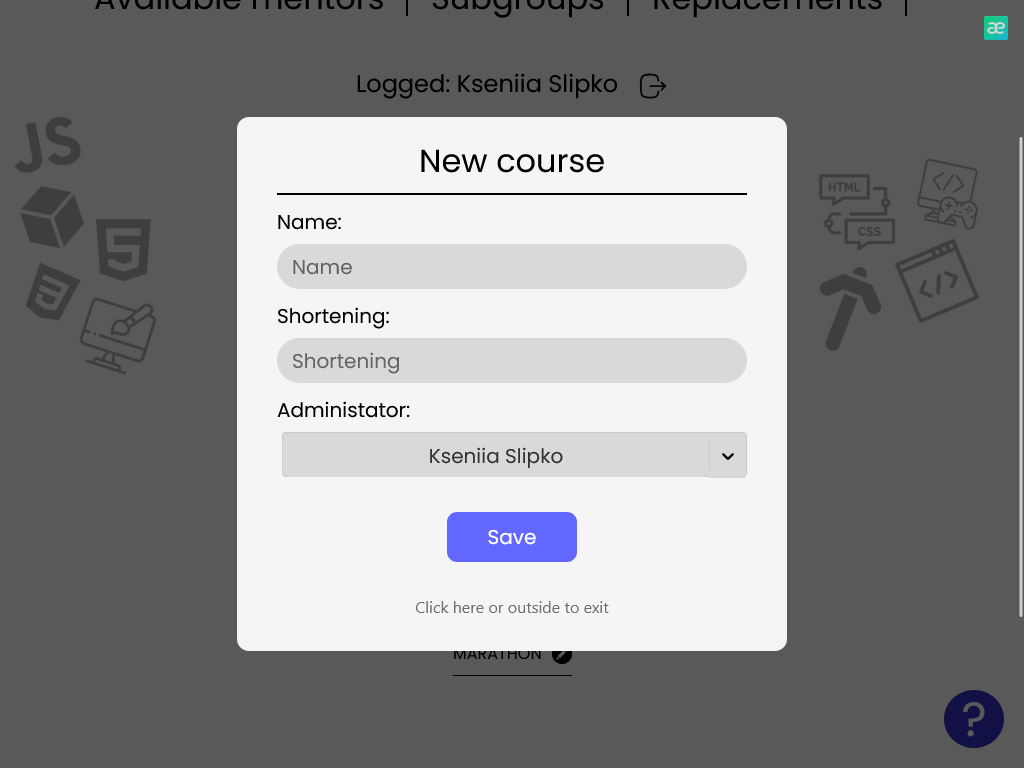 Available mentors | Subgroups | Replacements |
Logged: Kseniia Slipko
æ
JS
HTML
CSS
New course
Name:
Name
Shortening:
Shortening
Administator:
Kseniia Slipko
Save
Click here or outside to exit
MARATHON
?